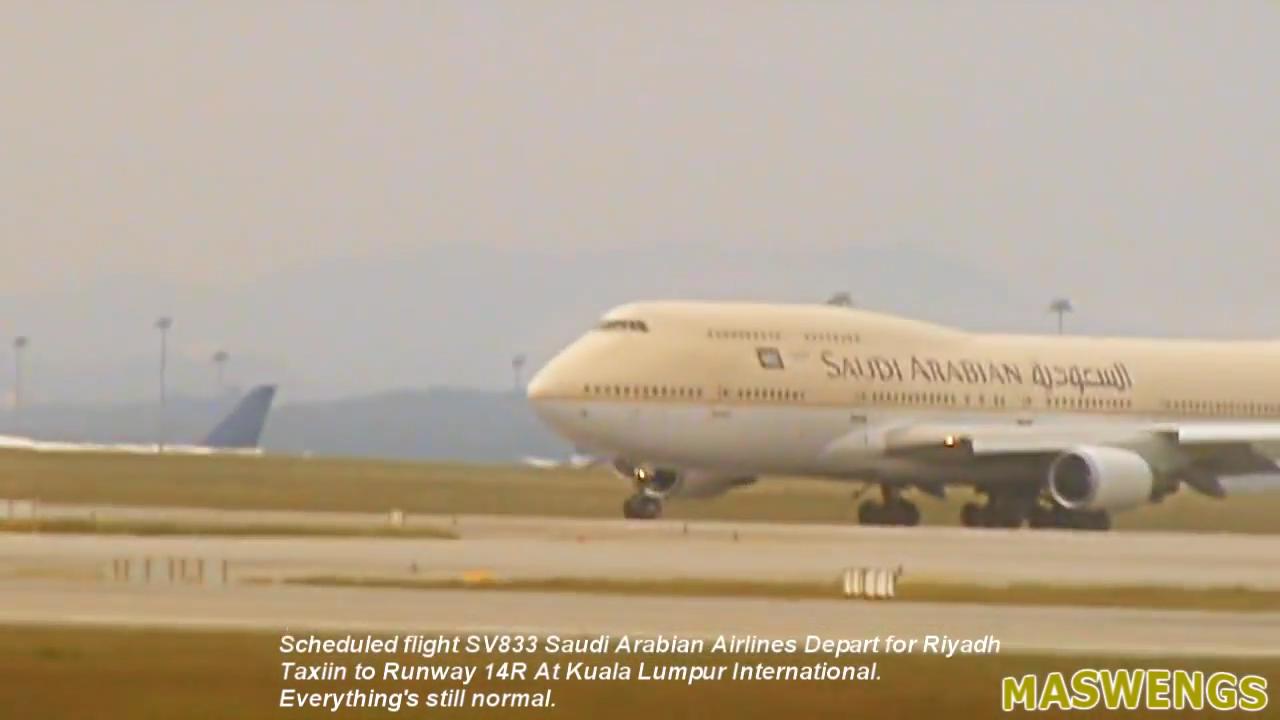 SAUDI ARABIAN السعودية
Scheduled flight SV833 Saudi Arabian Airlines Depart for Riyadh
Taxiin to Runway 14R At Kuala Lumpur International.
Everything's still normal.
MASWENGS